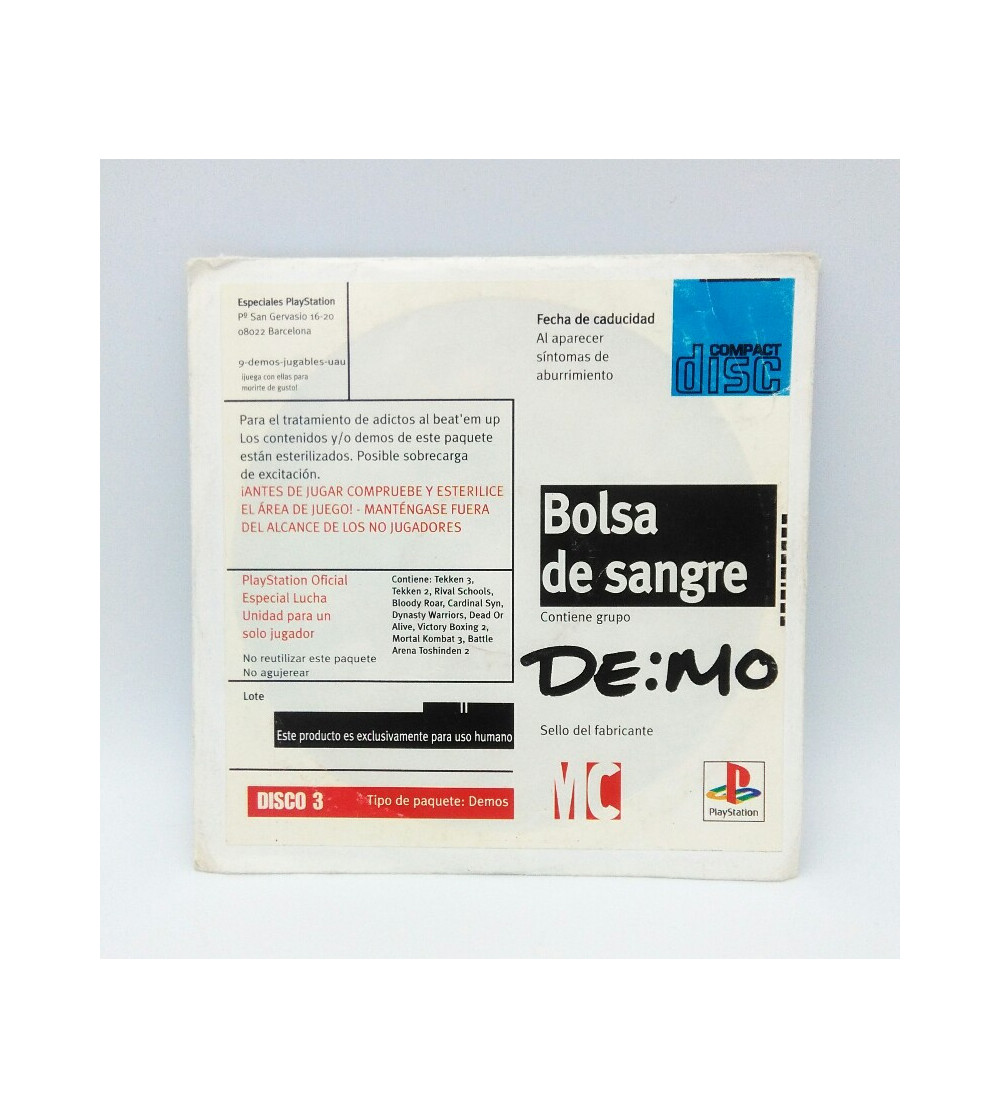 Especiales PlayStation
Pº San Gervasio 16-20
08022 Barcelona
9-demos-jugables-uau
¡juega con ellas para
morirte de gusto!
Fecha de caducidad
Al aparecer
síntomas de
aburrimiento
COMPACT
disc
Para el tratamiento de adictos al beat'em up
Los contenidos y/o demos de este paquete
están esterilizados. Posible sobrecarga
de excitación.
¡ANTES DE JUGAR COMPRUEBE Y ESTERILICE
EL ÁREA DE JUEGO! - MANTÉNGASE FUERA
DEL ALCANCE DE LOS NO JUGADORES
Bolsa
de sangre
Contiene grupo
DE:MO
PlayStation Oficial
Especial Lucha
Unidad para un
solo jugador
No reutilizar este paquete
No agujerear
Contiene: Tekken 3,
Tekken 2, Rival Schools,
Bloody Roar, Cardinal Syn,
Dynasty Warriors, Dead Or
Alive, Victory Boxing 2,
Mortal Kombat 3, Battle
Arena Toshinden 2
Lote
Este producto es exclusivamente para uso humano
Sello del fabricante
DISCO 3 Tipo de paquete: Demos
MC
PlayStation